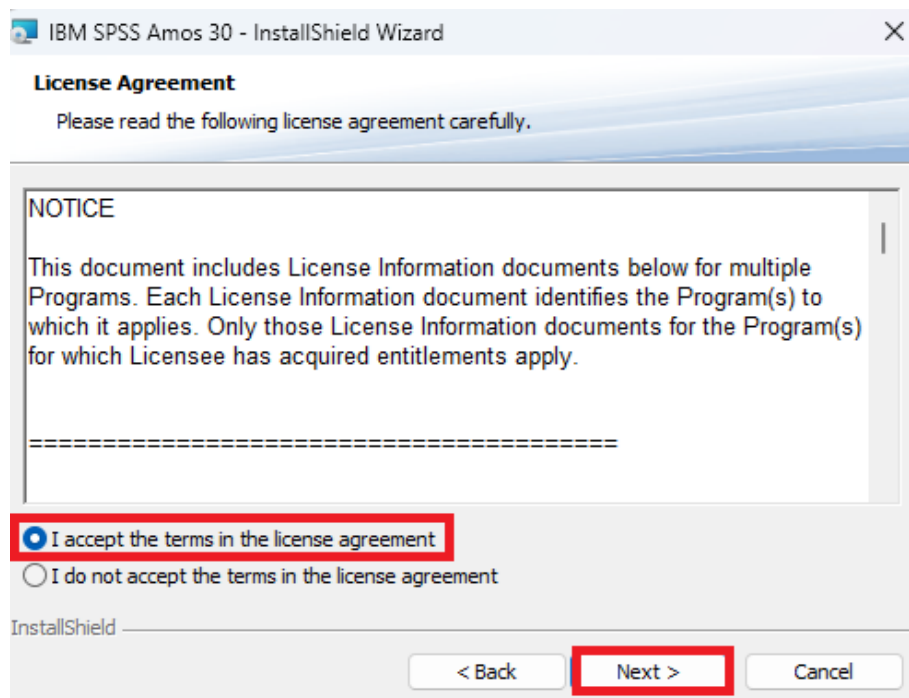 IBM SPSS Amos 30 - InstallShield Wizard
License Agreement
Please read the following license agreement carefully.
NOTICE
This document includes License Information documents below for multiple
Programs. Each License Information document identifies the Program(s) to
which it applies. Only those License Information documents for the Program(s)
for which Licensee has acquired entitlements apply.
========================================
I accept the terms in the license agreement
I do not accept the terms in the license agreement
InstallShield
< Back Next > Cancel